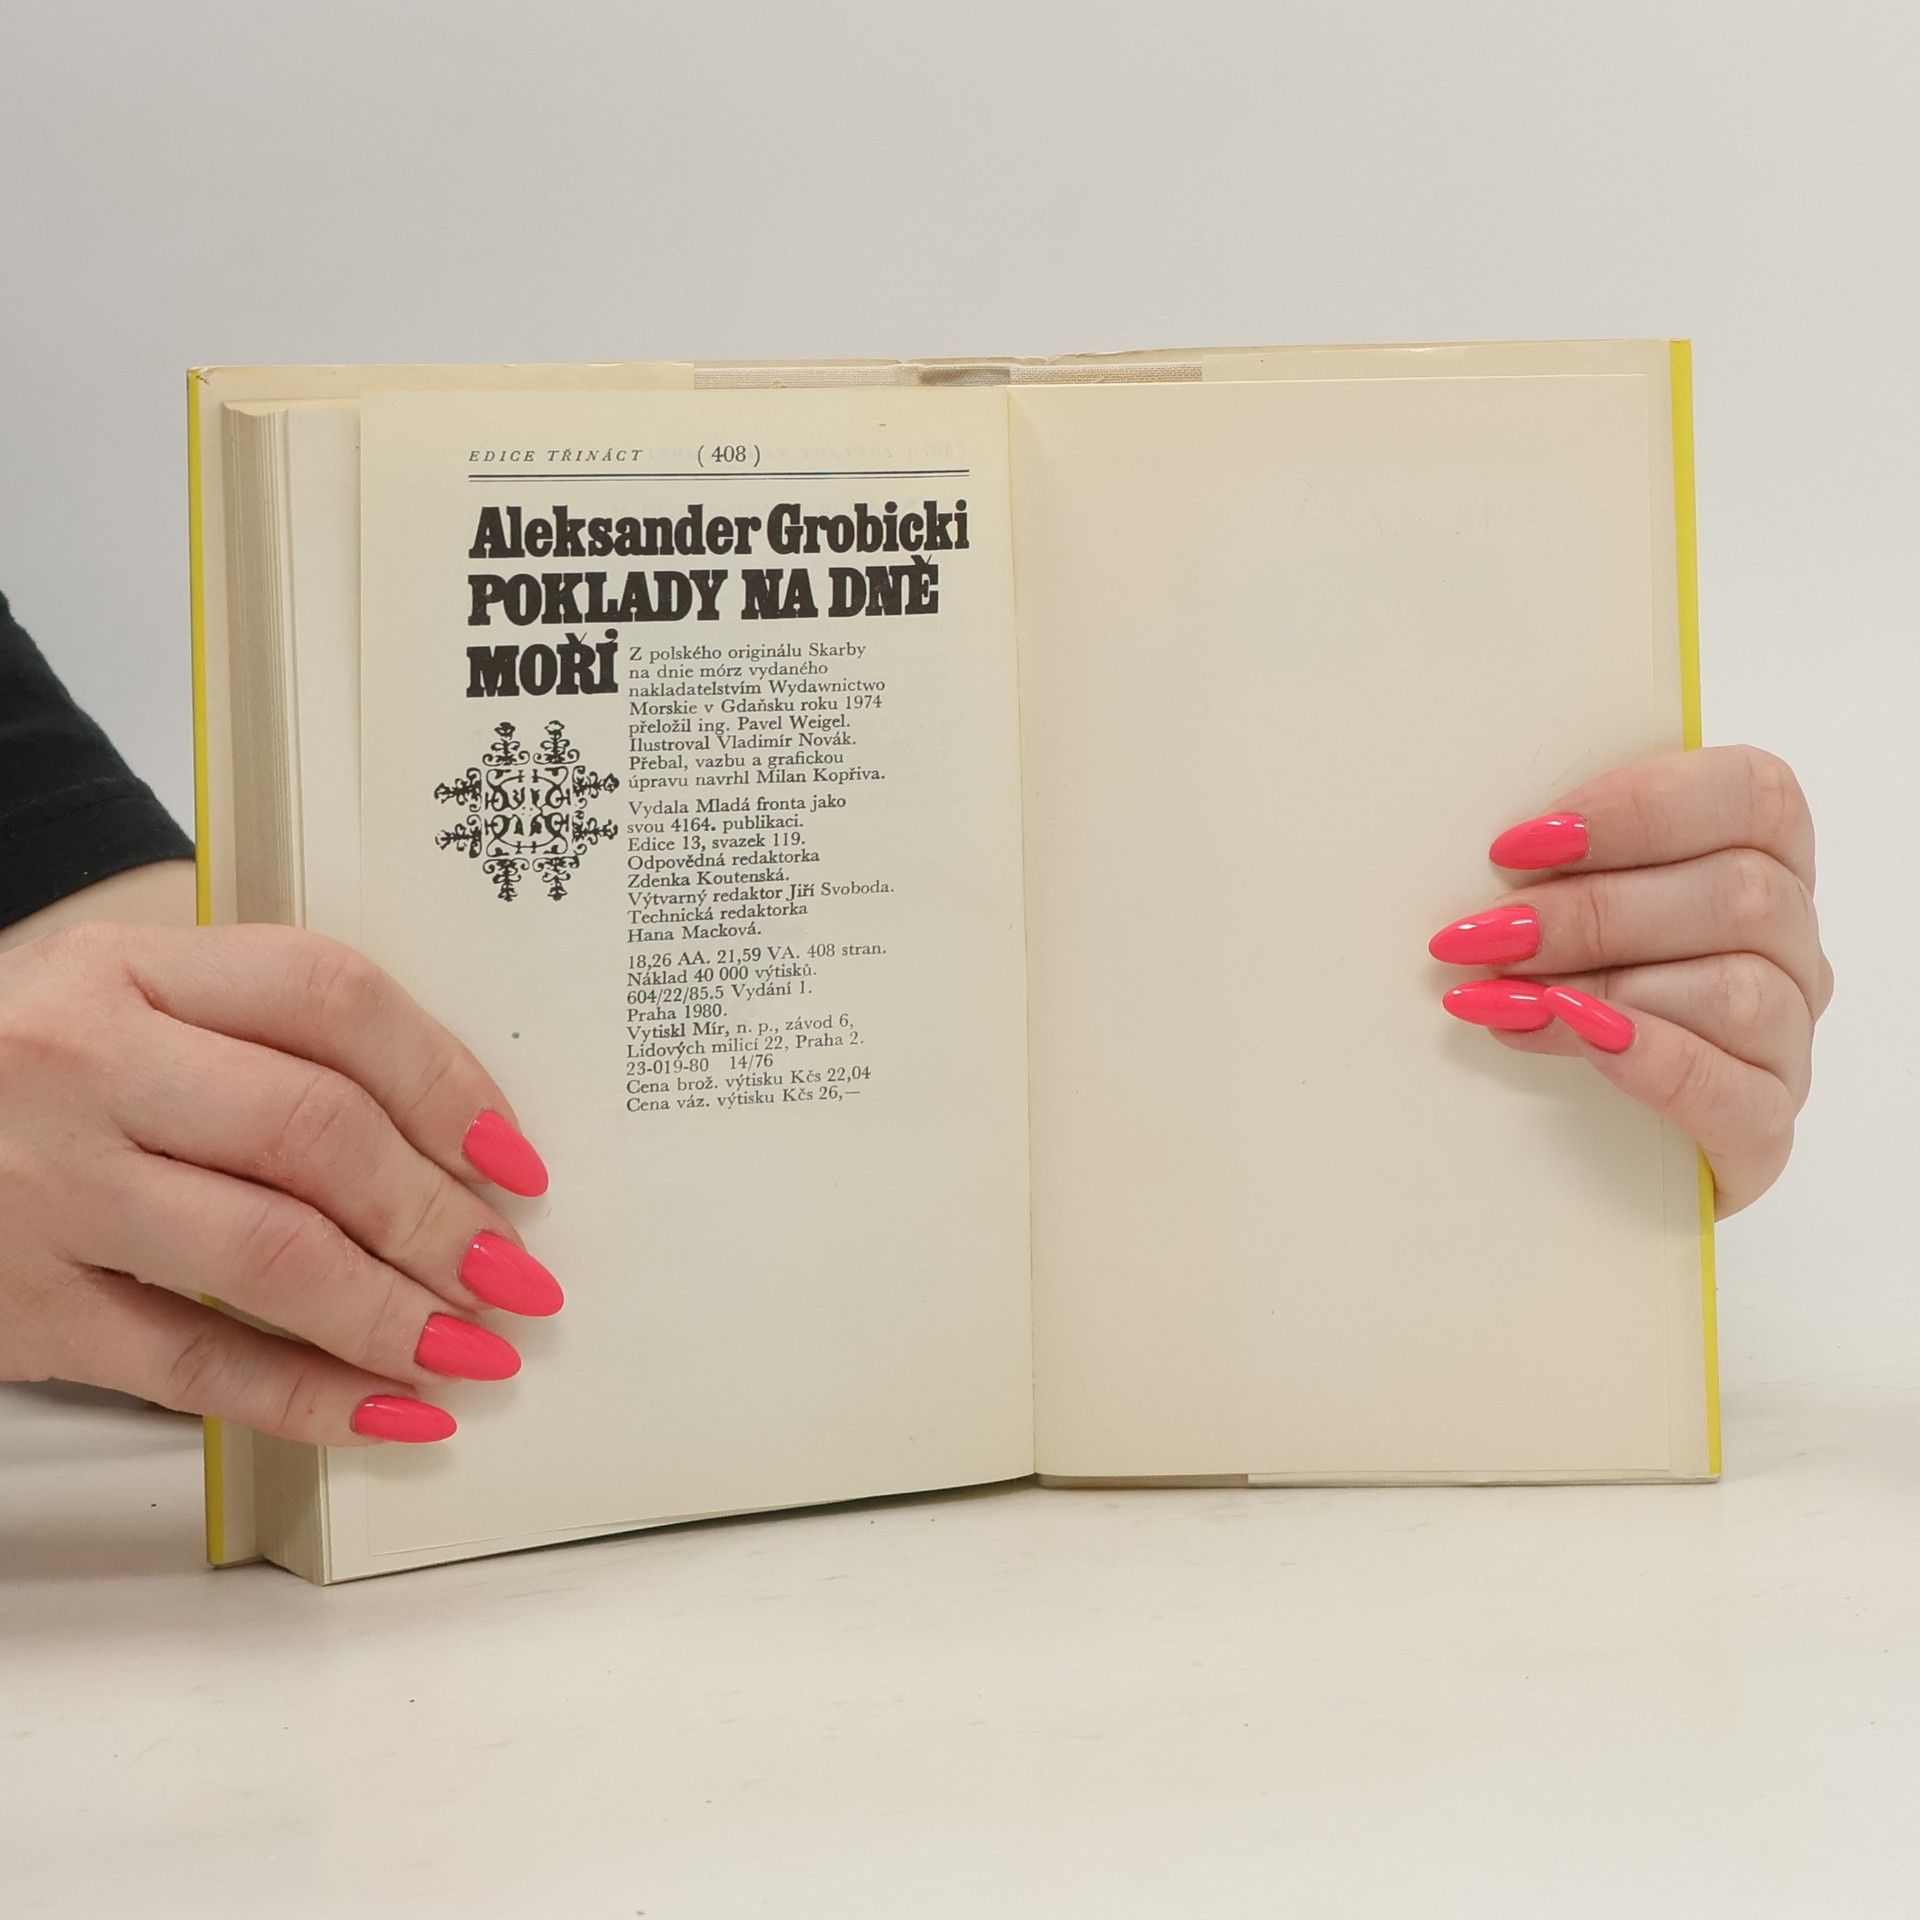 EDICE TŘINÁCT (408)
Aleksander Grobicki
POKLADY NA DNĚ
MOŘÍ
Z polského originálu Skarby
na dnie mórz vydaného
nakladatelstvím Wydawnictwo
Morskie v Gdaňsku roku 1974
přeložil ing. Pavel Weigel.
Ilustroval Vladimír Novák.
Přebal, vazbu a grafickou
úpravu navrhl Milan Kopřiva.
Vydala Mladá fronta jako
svou 4164. publikaci.
Edice 13, svazek 119.
Odpovědná redaktorka
Zdenka Koutenská.
Výtvarný redaktor Jiří Svoboda.
Technická redaktorka
Hana Macková.
18,26 AA. 21,59 VA. 408 stran.
Náklad 40 000 výtisků.
604/22/85.5 Vydání 1.
Praha 1980.
Vytiskl Mír, n. p., závod 6,
Lidových milicí 22, Praha 2.
23-019-80 14/76
Cena brož. výtisku Kčs 22,04
Cena váz. výtisku Kčs 26,—